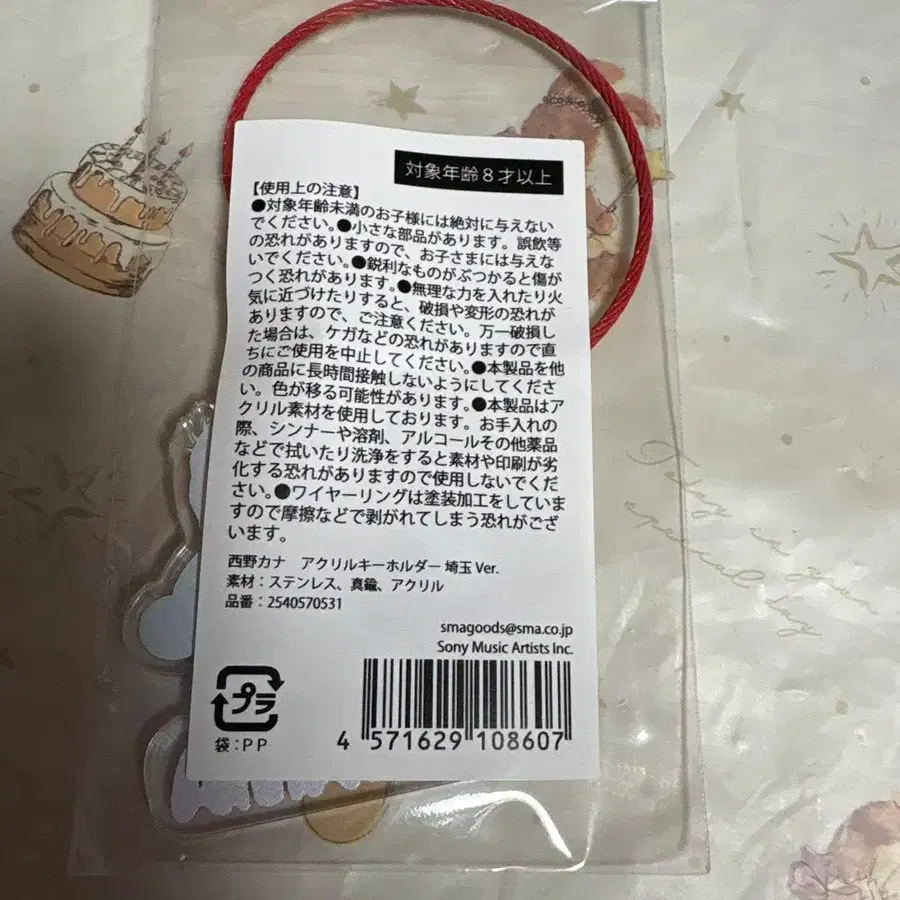 対象年齢8才以上
【使用上の注意】
●対象年齢未満のお子様には絶対に与えない
でください。●小さな部品があります。誤飲等
の恐れがありますので、お子さまには与えな
いでください。●鋭利なものがぶつかると傷が
つく恐れがあります。●無理な力を入れたり火
気に近づけたりすると、破損や変形の恐れが
ありますので、ご注意ください。万一破損し
た場合は、ケガなどの恐れがありますので直
ちにご使用を中止してください。●本製品を他
の商品に長時間接触しないようにしてくださ
い。色が移る可能性があります。●本製品はア
クリル素材を使用しております。お手入れの
際、シンナーや溶剤、アルコールその他薬品
などで拭いたり洗浄をすると素材や印刷が劣
化する恐れがありますので使用しないでくだ
さい。●ワイヤーリングは塗装加工をしていま
すので摩擦などで剥がれてしまう恐れがござ
います。
西野カナ　アクリルキーホルダー 埼玉 Ver.
素材：ステンレス、真鍮、アクリル
品番：2540570531
smagoods@sma.co.jp
Sony Music Artists Inc.
プラ
袋：PP
4 571629 108607
Today is your
special day